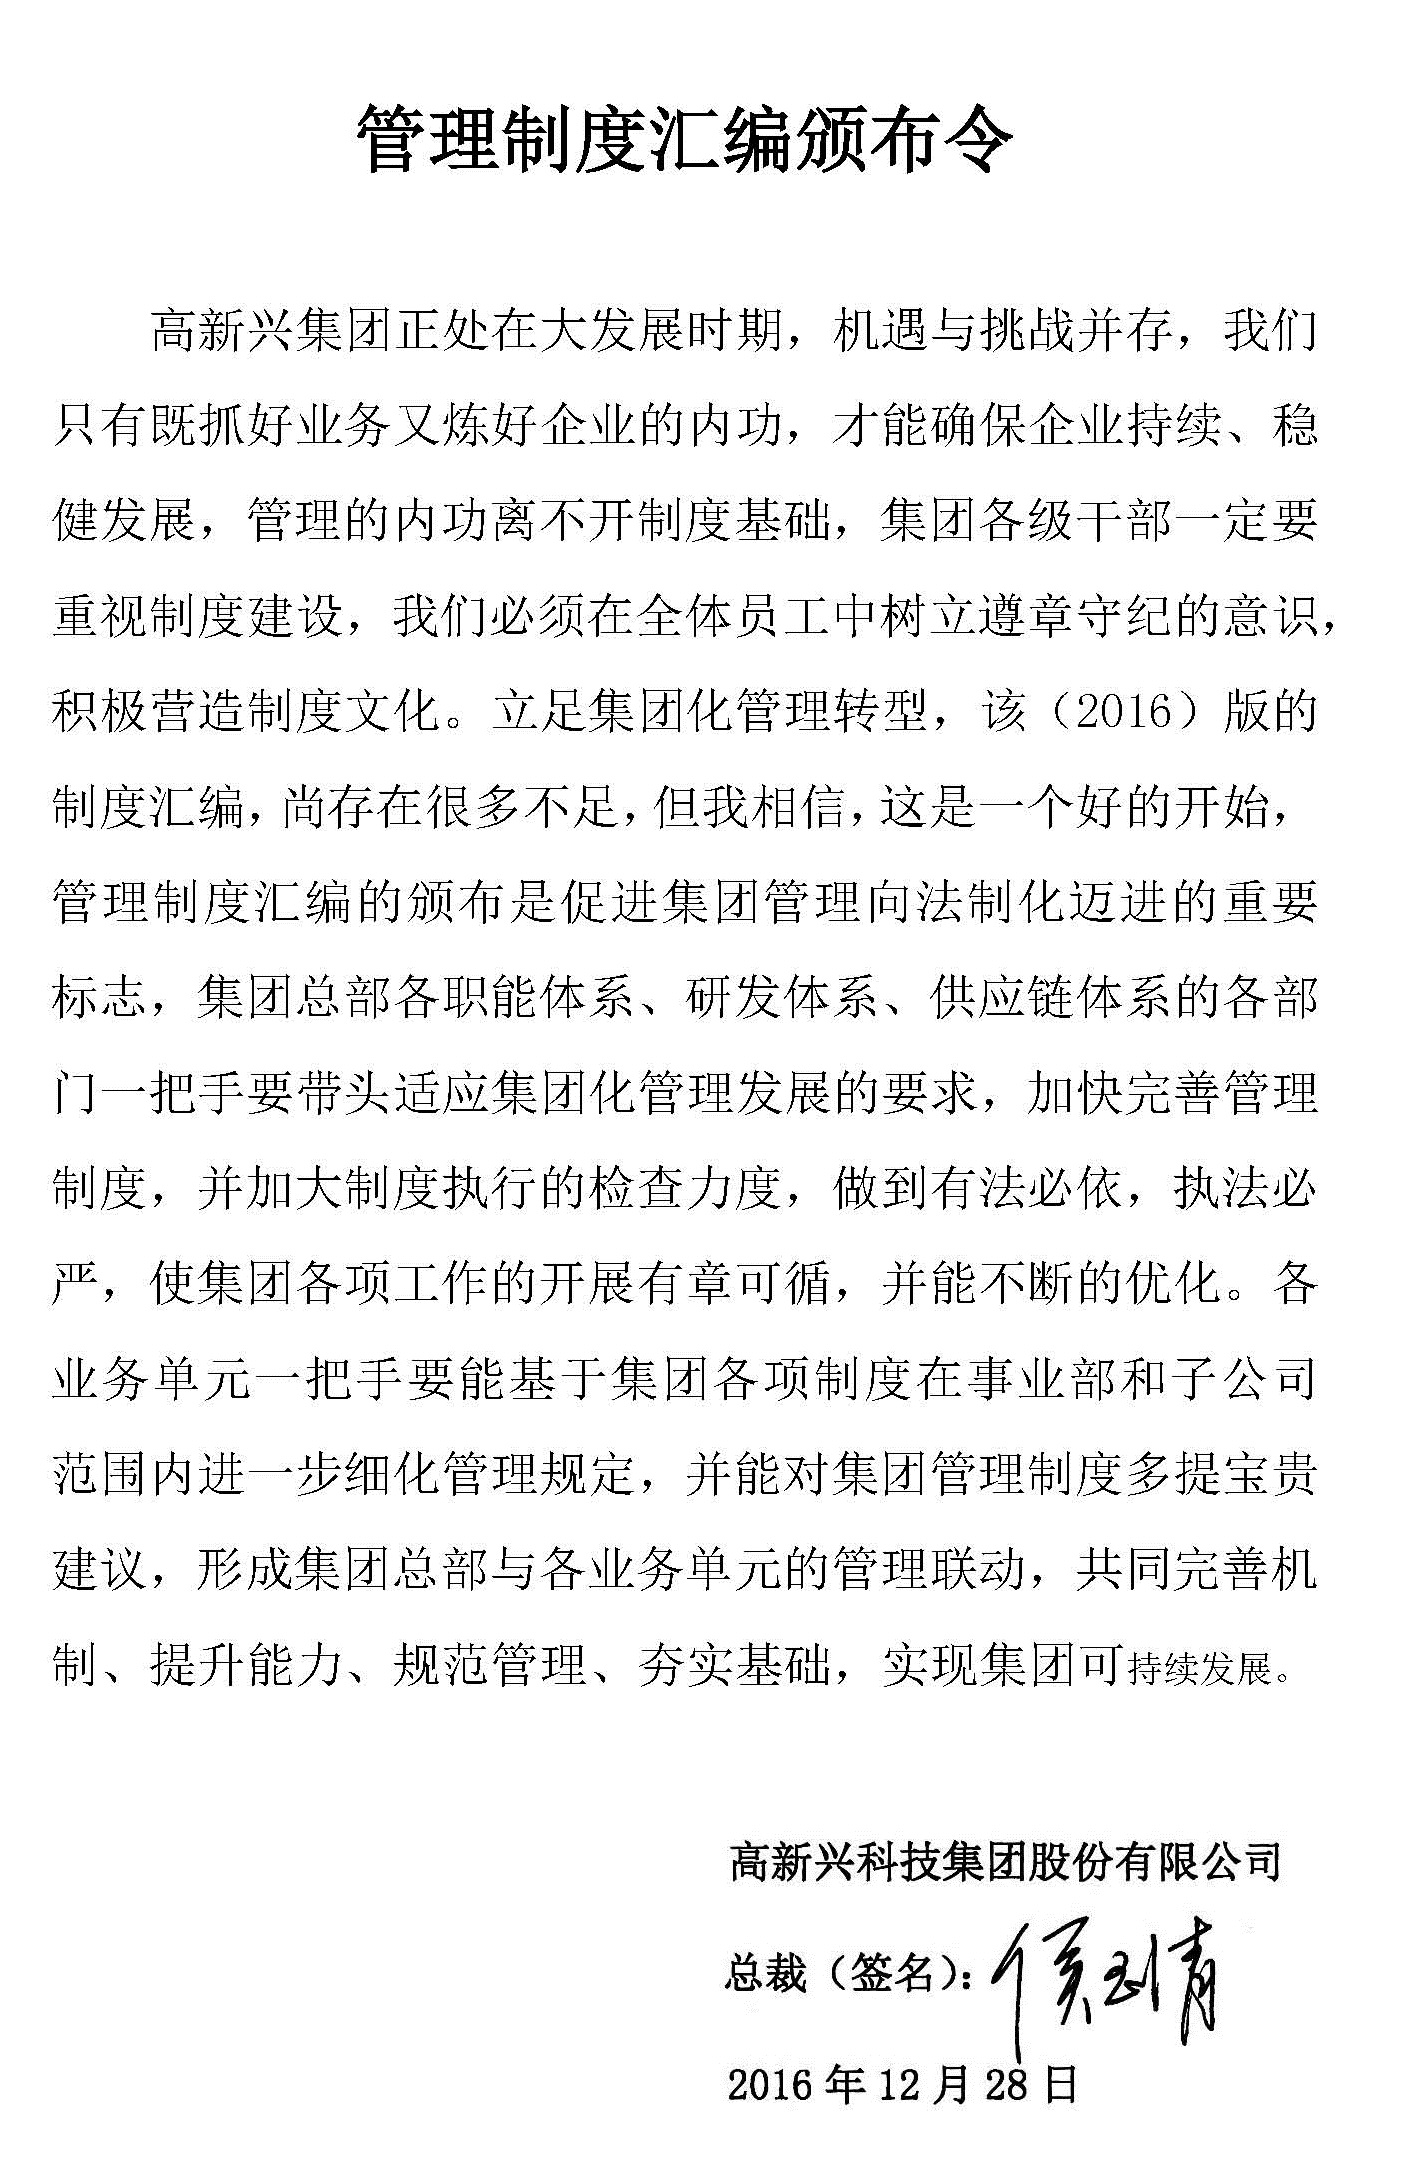 管理制度汇编颁布令
高新兴集团正处在大发展时期，机遇与挑战并存，我们
只有既抓好业务又炼好企业的内功，才能确保企业持续、稳
健发展，管理的内功离不开制度基础，集团各级干部一定要
重视制度建设，我们必须在全体员工中树立遵章守纪的意识，
积极营造制度文化。立足集团化管理转型，该（2016）版的
制度汇编，尚存在很多不足，但我相信，这是一个好的开始，
管理制度汇编的颁布是促进集团管理向法制化迈进的重要
标志，集团总部各职能体系、研发体系、供应链体系的各部
门一把手要带头适应集团化管理发展的要求，加快完善管理
制度，并加大制度执行的检查力度，做到有法必依，执法必
严，使集团各项工作的开展有章可循，并能不断的优化。各
业务单元一把手要能基于集团各项制度在事业部和子公司
范围内进一步细化管理规定，并能对集团管理制度多提宝贵
建议，形成集团总部与各业务单元的管理联动，共同完善机
制、提升能力、规范管理、夯实基础，实现集团可持续发展。
高新兴科技集团股份有限公司
总裁（签名）：侯玉清
2016 年 12 月 28 日